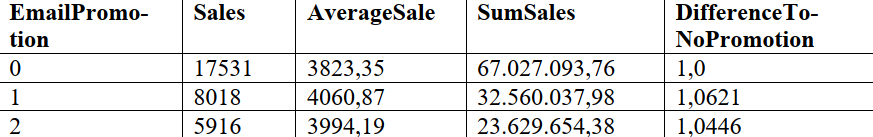 EmailPromo-tion Sales AverageSale SumSales DifferenceTo-NoPromotion
0 17531 3823,35 67.027.093,76 1,0
1 8018 4060,87 32.560.037,98 1,0621
2 5916 3994,19 23.629.654,38 1,0446